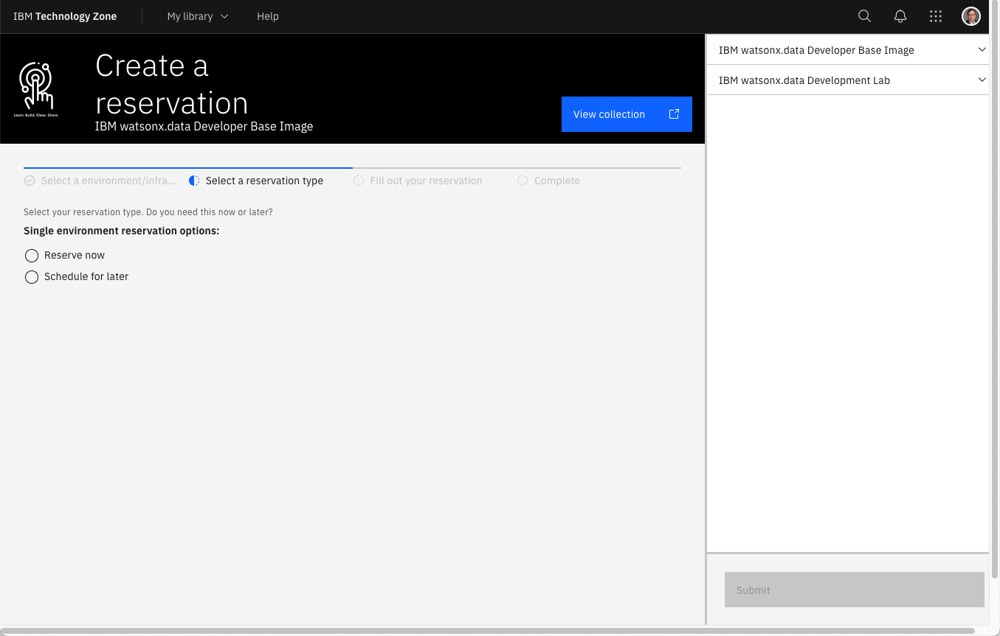 IBM Technology Zone
My library
Help
Create a
reservation
IBM watsonx.data Developer Base Image
Learn. Build. Show. Share.
View collection
Select a environment/infra...
Select a reservation type
Fill out your reservation
Complete
Select your reservation type. Do you need this now or later?
Single environment reservation options:
Reserve now
Schedule for later
IBM watsonx.data Developer Base Image
IBM watsonx.data Development Lab
Submit